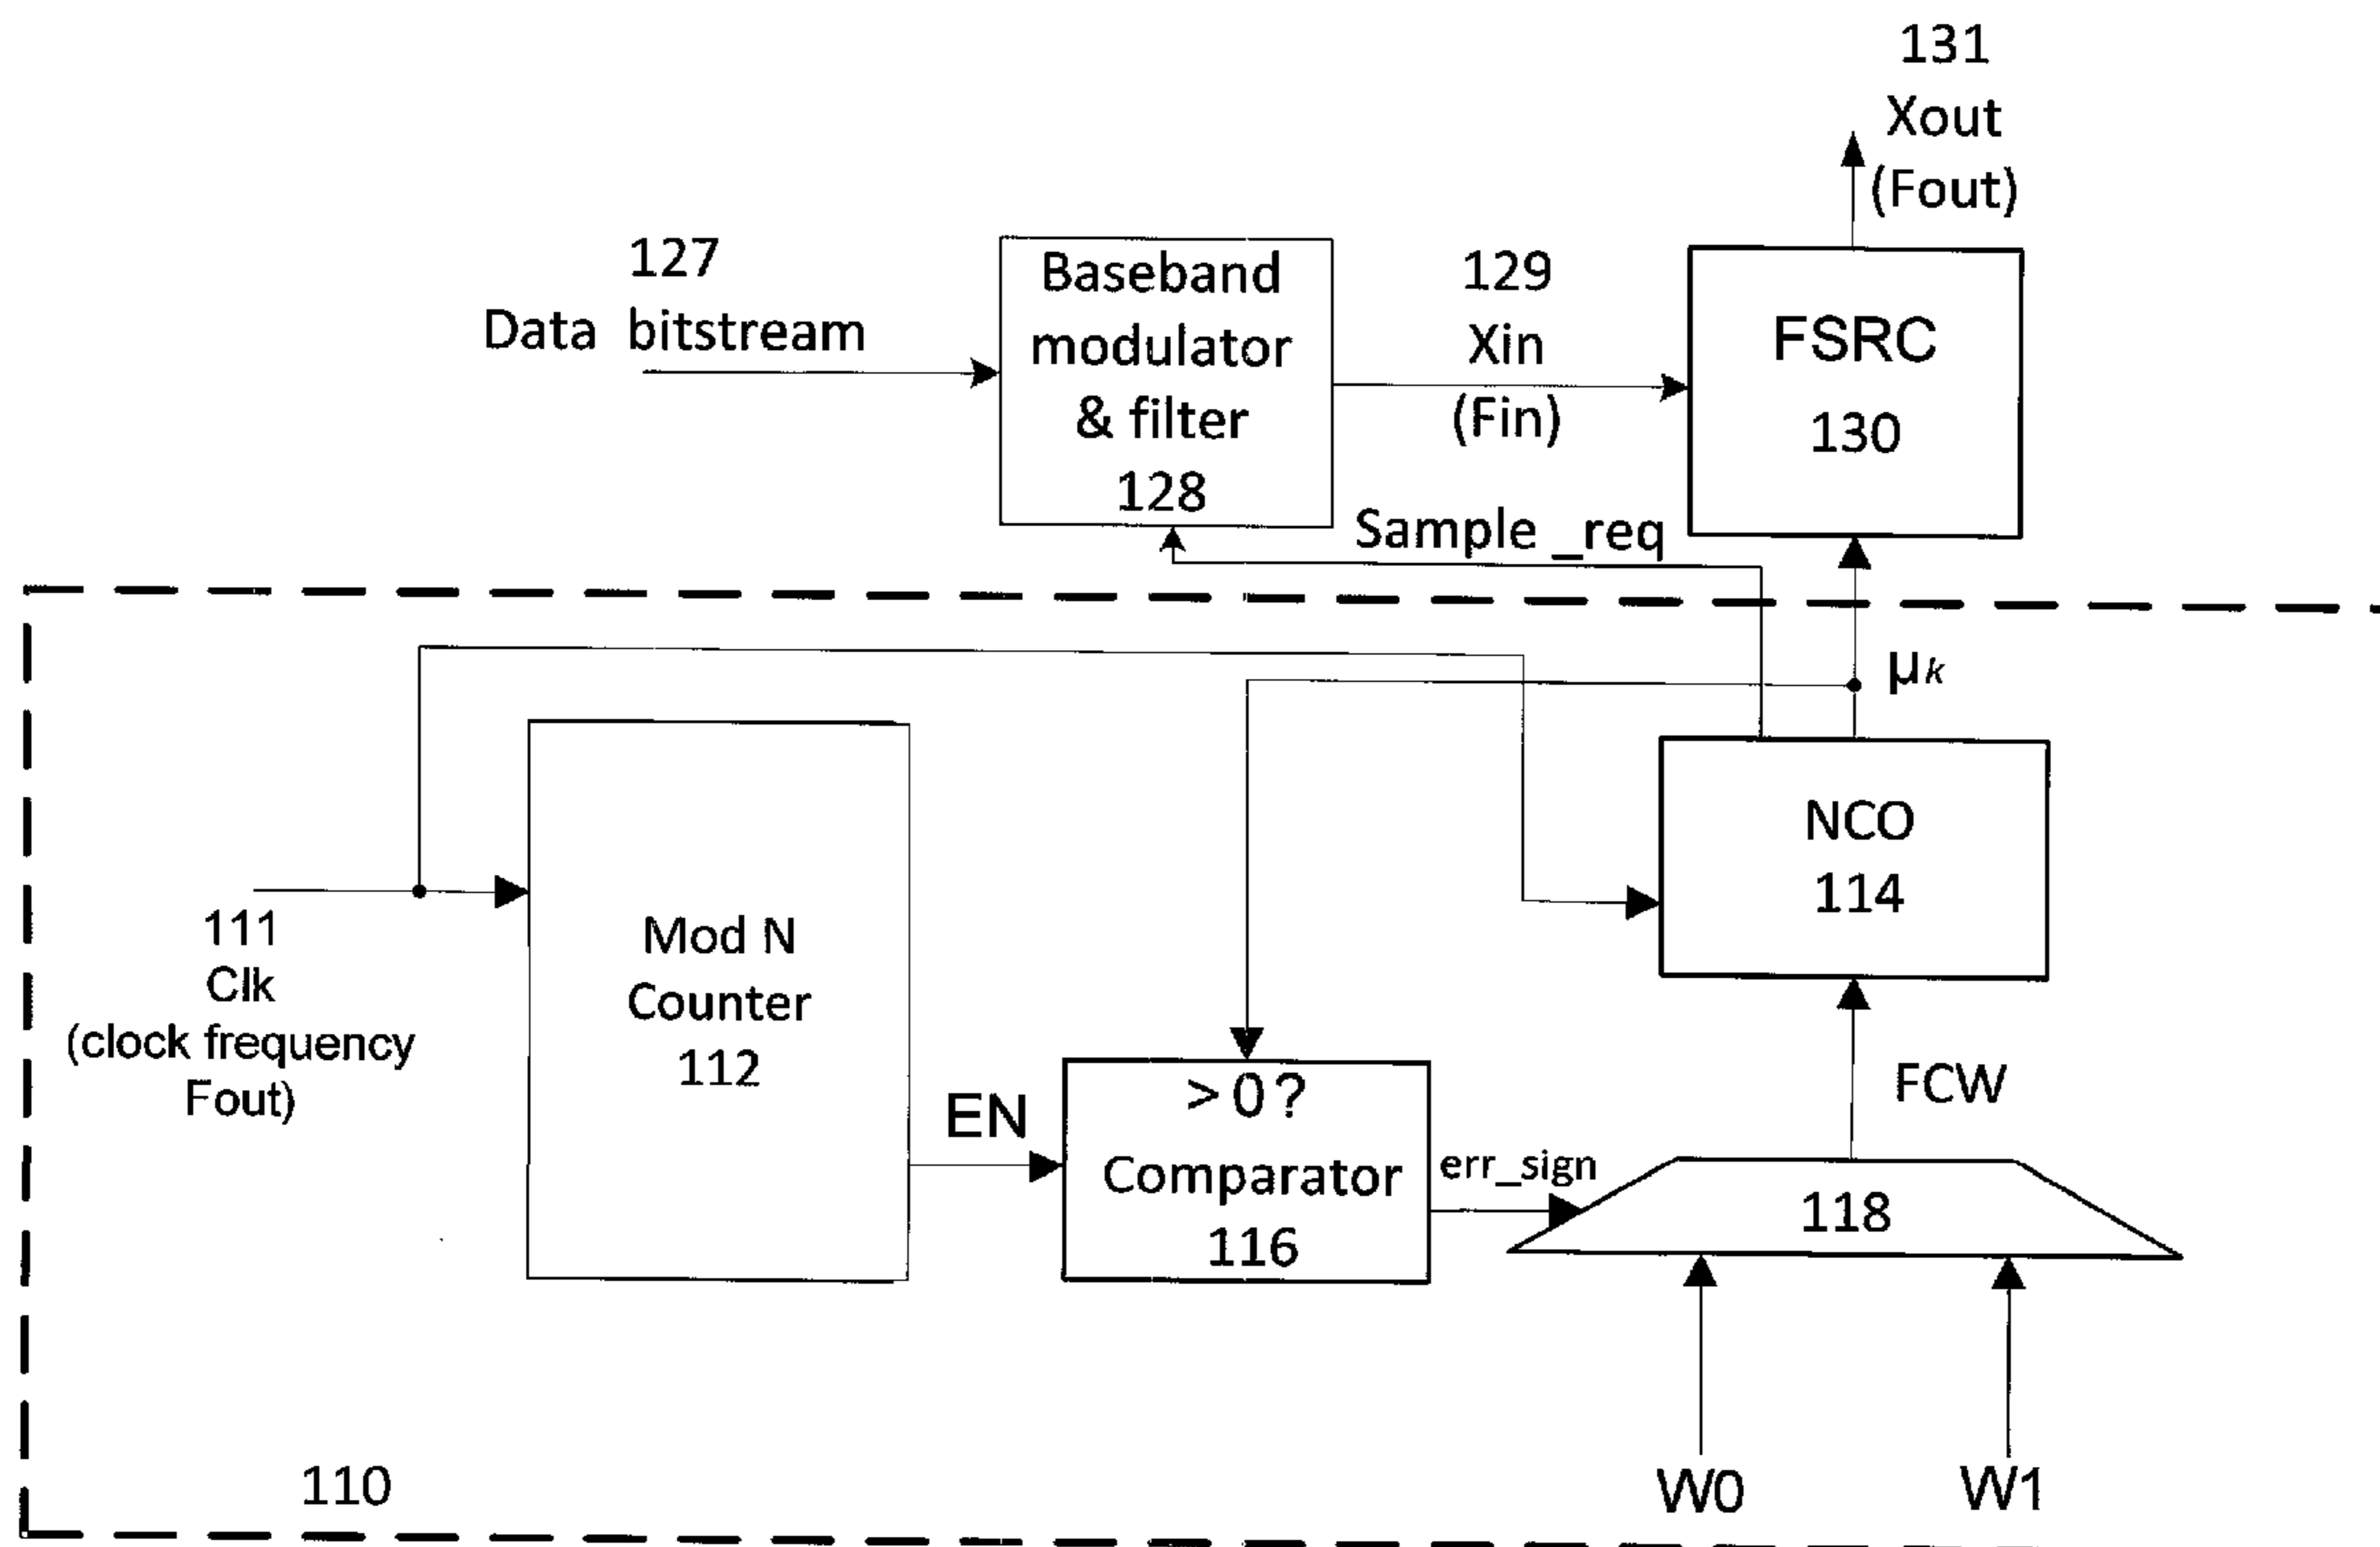 131
Xout
(Fout)
127
Data bitstream
Baseband
modulator
& filter
128
129
Xin
(Fin)
FSRC
130
Sample _req
μk
NCO
114
111
Clk
(clock frequency
Fout)
Mod N
Counter
112
EN
> 0 ?
Comparator
116
err_sign
FCW
118
W0
W1
110